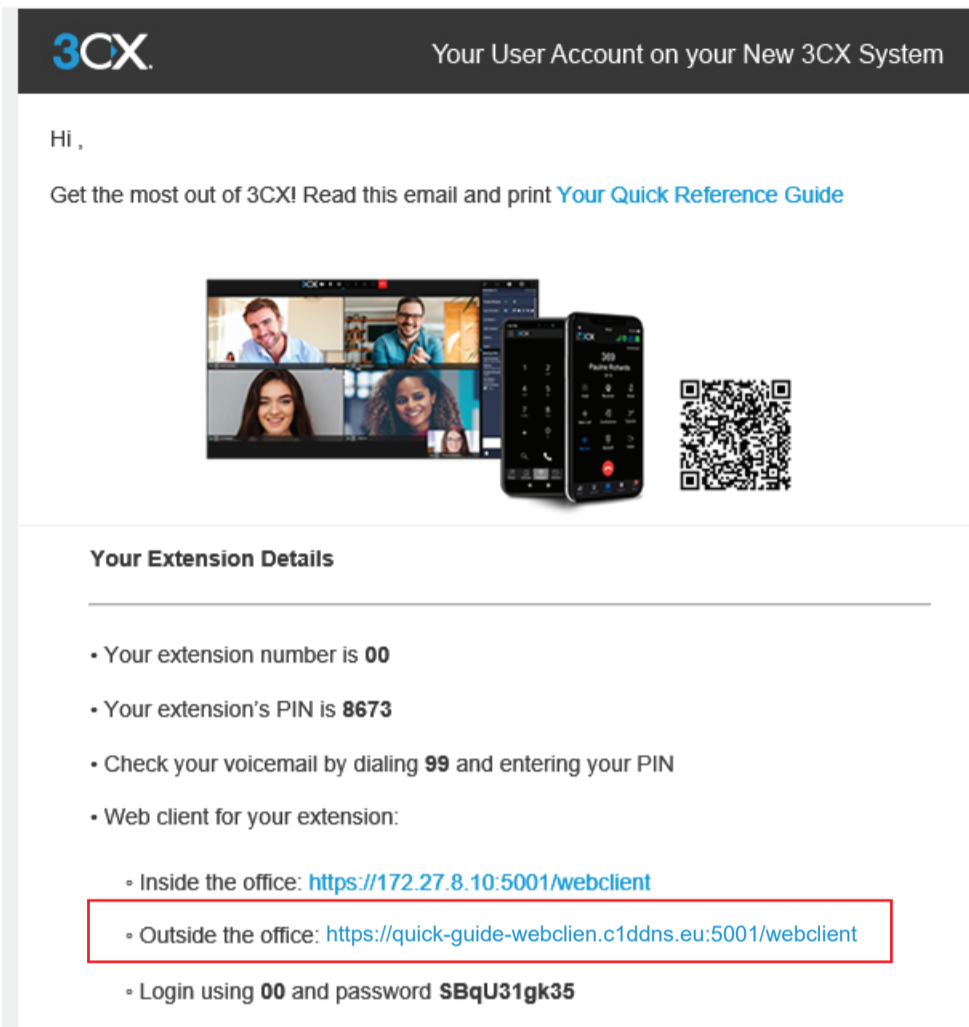 3CX.
Your User Account on your New 3CX System
Hi ,
Get the most out of 3CX! Read this email and print Your Quick Reference Guide
3CX
369
Pauline Richards
Your Extension Details
• Your extension number is 00
• Your extension's PIN is 8673
• Check your voicemail by dialing 99 and entering your PIN
• Web client for your extension:
∘ Inside the office: https://172.27.8.10:5001/webclient
∘ Outside the office: https://quick-guide-webclien.c1ddns.eu:5001/webclient
∘ Login using 00 and password SBqU31gk35